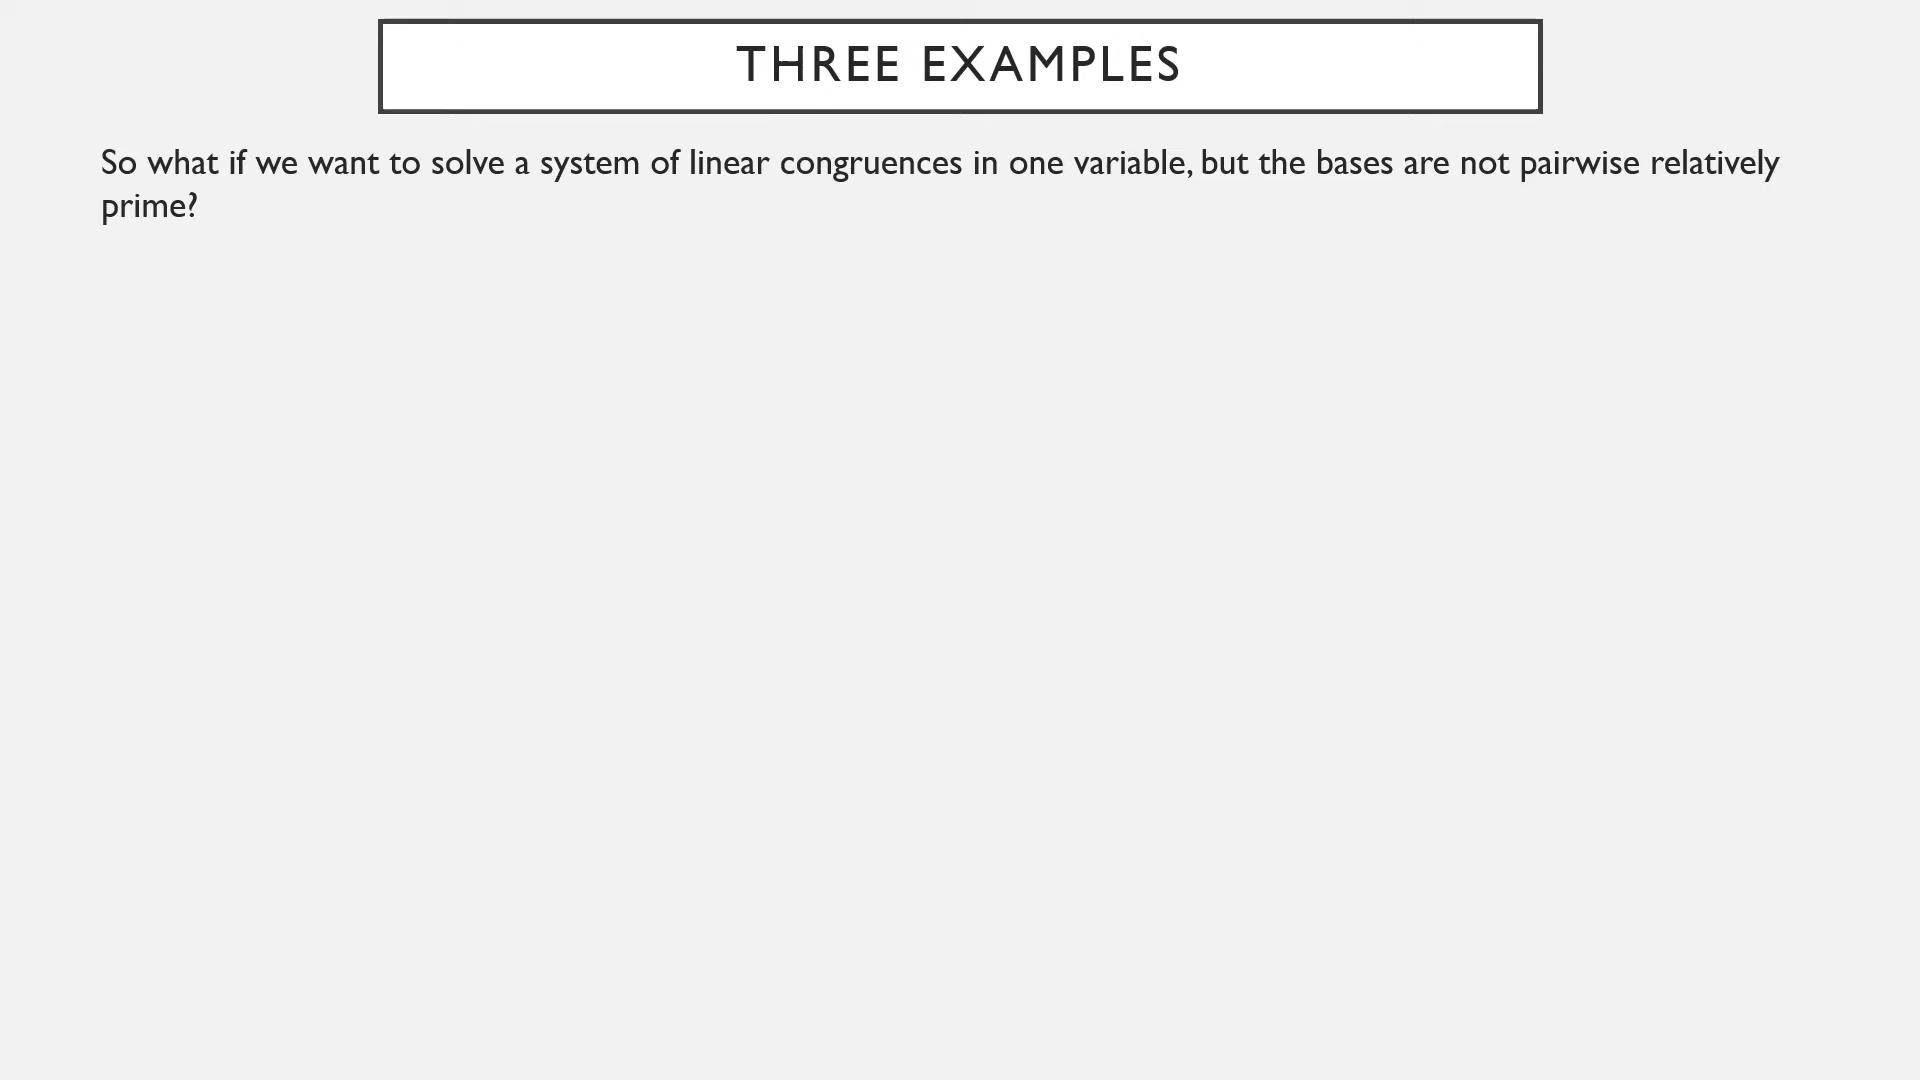 THREE EXAMPLES
So what if we want to solve a system of linear congruences in one variable, but the bases are not pairwise relatively
prime?